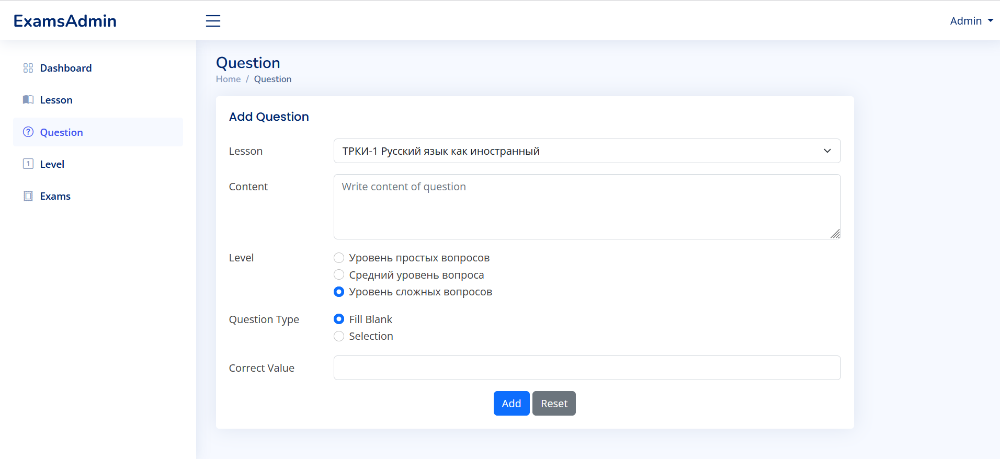 ExamsAdmin
Admin
Dashboard
Lesson
Question
1 Level
Exams
Question
Home / Question
Add Question
Lesson
ТРКИ-1 Русский язык как иностранный
Content
Write content of question
Level
Уровень простых вопросов
Средний уровень вопроса
Уровень сложных вопросов
Question Type
Fill Blank
Selection
Correct Value
Add
Reset